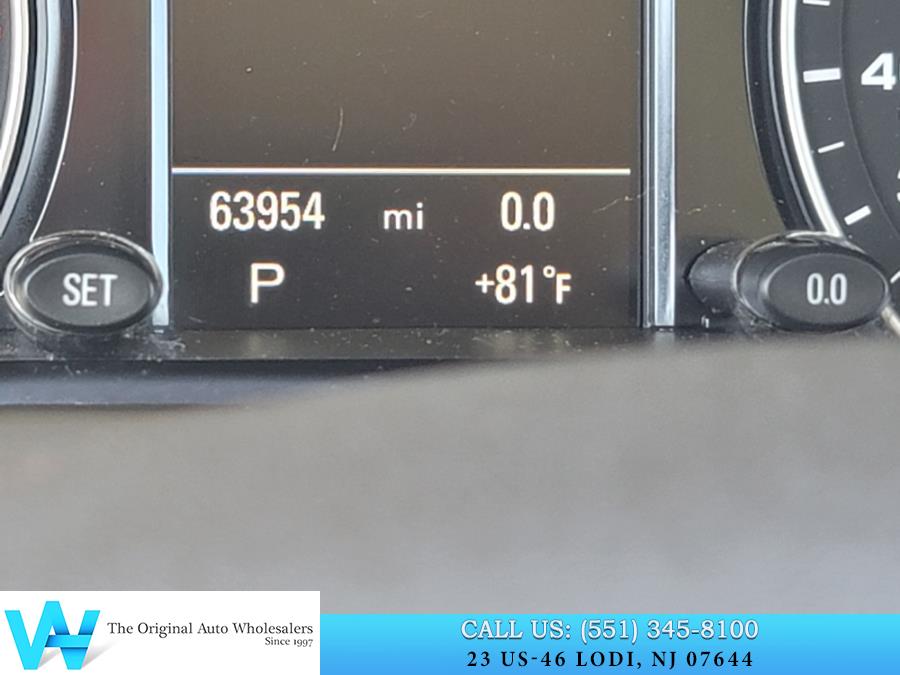 4
63954 mi 0.0
P +81°F
SET
0.0
The Original Auto Wholesalers
Since 1997
CALL US: (551) 345-8100
23 US-46 LODI, NJ 07644